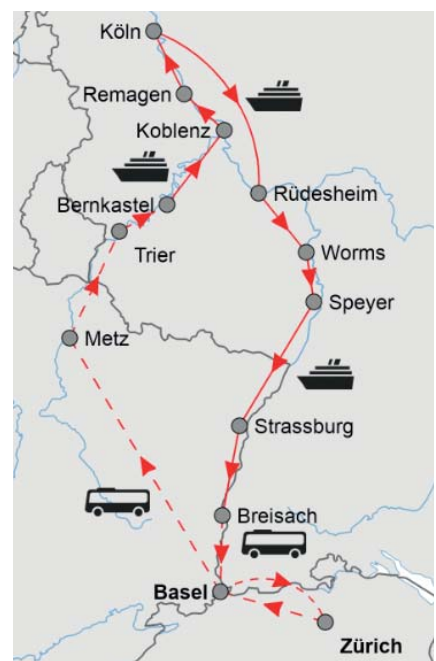 Köln
Remagen
Koblenz
Bernkastel
Rüdesheim
Trier
Worms
Speyer
Metz
Strassburg
Breisach
Basel
Zürich